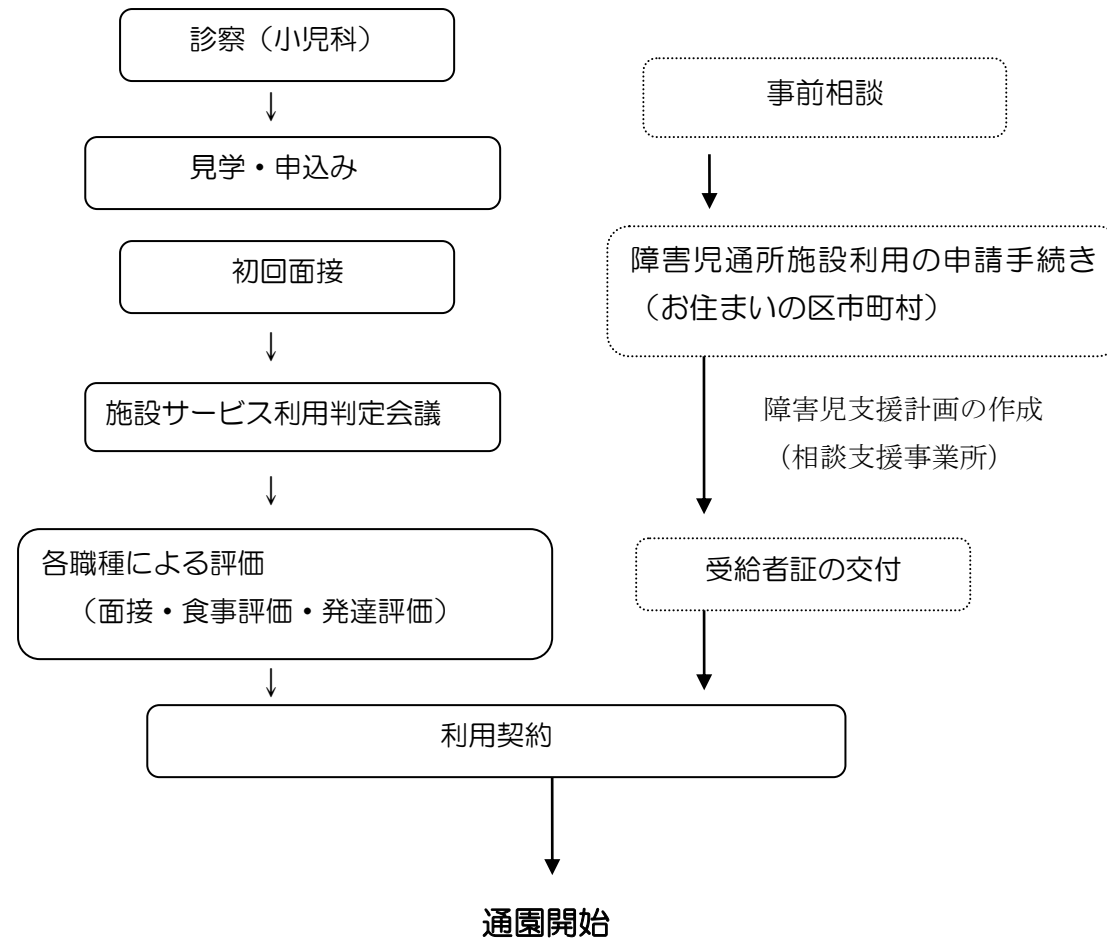 診察（小児科）
↓
見学・申込み
初回面接
↓
施設サービス利用判定会議
↓
各職種による評価
（面接・食事評価・発達評価）
↓
事前相談
障害児通所施設利用の申請手続き
（お住まいの区市町村）
障害児支援計画の作成
（相談支援事業所）
受給者証の交付
利用契約
通園開始